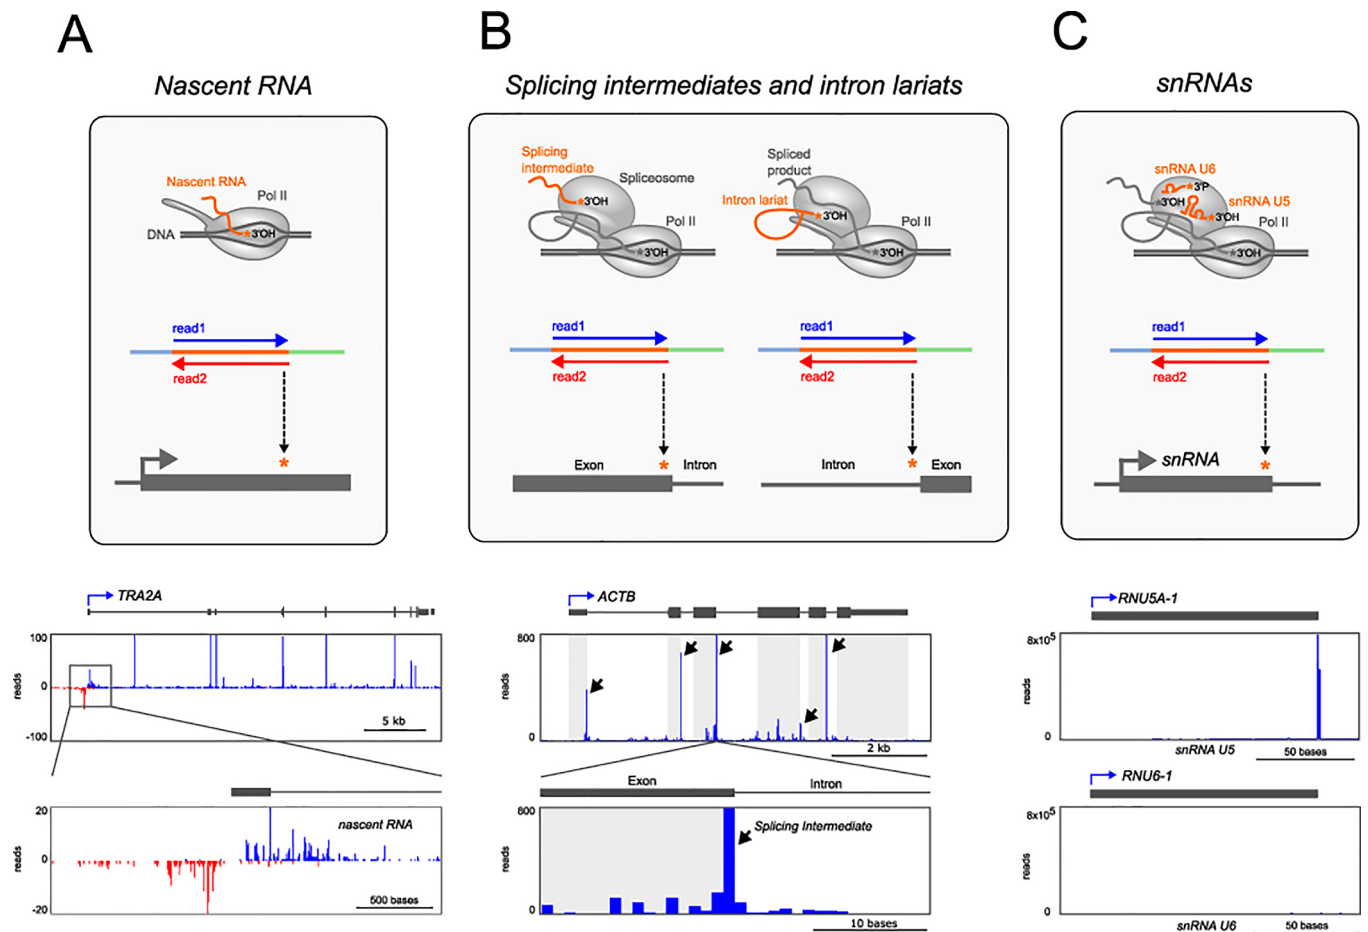 A
B
C
Nascent RNA
Splicing intermediates and intron lariats
snRNAs
Nascent RNA
Pol II
DNA
*3'OH
Splicing
intermediate
Spliceosome
*3'OH
Pol II
*3'OH
Spliced
product
Intron lariat
*3'OH
Pol II
*3'OH
snRNA U6
*3'P
*3'OH
snRNA U5
*3'OH
Pol II
*3'OH
read1
read2
read1
read2
read1
read2
read1
read2
*
Exon
*
Intron
Intron
*
Exon
snRNA
*
TRA2A
100
0
-100
reads
5 kb
20
0
-20
reads
nascent RNA
500 bases
ACTB
800
0
reads
2 kb
Exon
Intron
800
0
reads
Splicing Intermediate
10 bases
RNU5A-1
8x10⁵
0
reads
snRNA U5
50 bases
RNU6-1
8x10⁵
0
reads
snRNA U6
50 bases